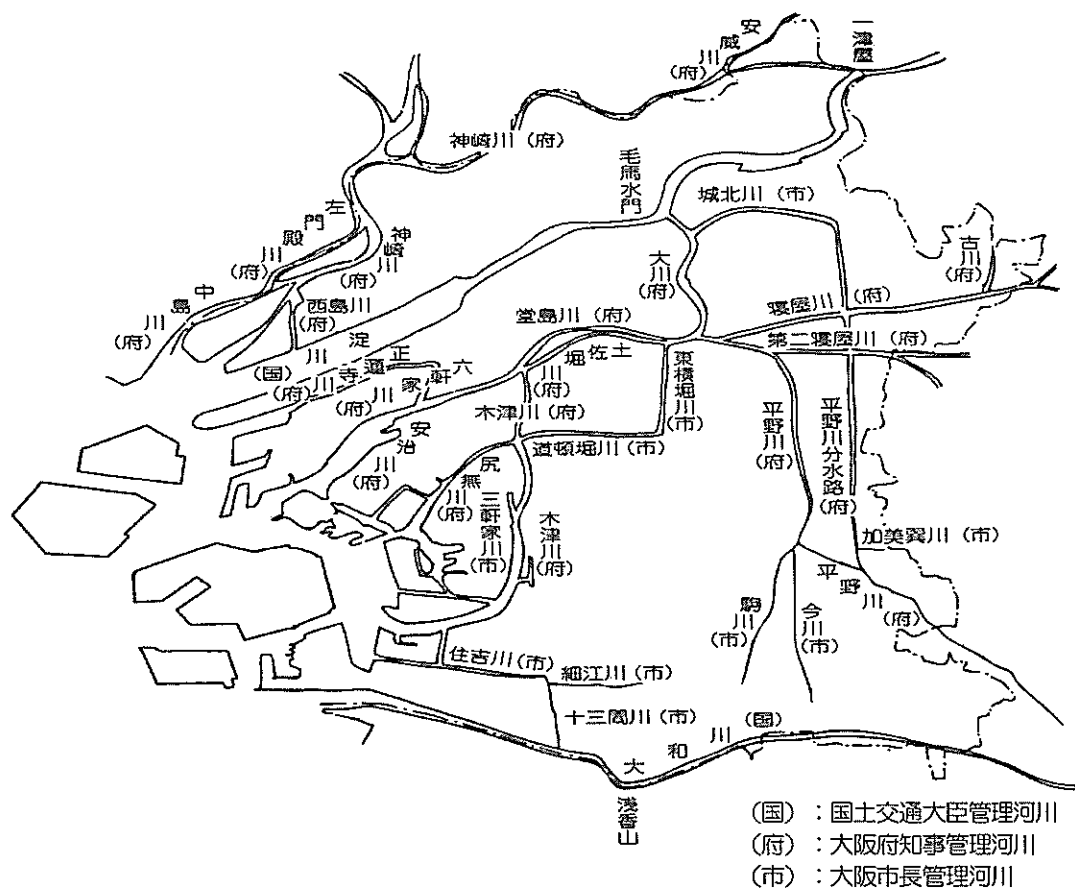 安威川(府)
一津屋
神崎川(府)
毛馬水門
城北川(市)
左門殿川(府)
神崎川(府)
大川(府)
古川(府)
中島川(府)
西島川(府)
寝屋川(府)
堂島川(府)
第二寝屋川(府)
淀川(国)
正蓮寺川(府)
六軒家川(府)
土佐堀川(府)
東横堀川(市)
木津川(府)
平野川(府)
平野川分水路(府)
安治川(府)
道頓堀川(市)
尻無川(府)
三軒家川(市)
木津川(府)
加美巽川(市)
平野川(府)
駒川(市)
今川(市)
住吉川(市)
細江川(市)
十三間川(市)
大和川(国)
浅香山
(国):国土交通大臣管理河川
(府):大阪府知事管理河川
(市):大阪市長管理河川